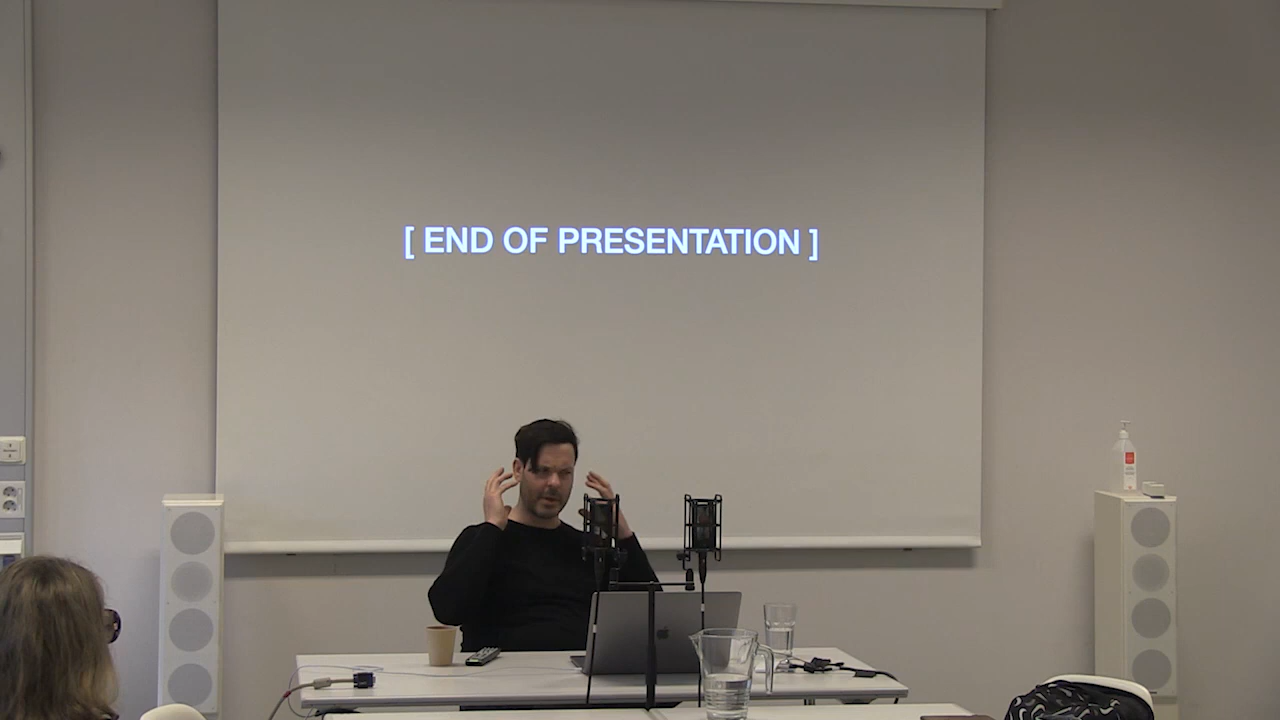 [ END OF PRESENTATION ]